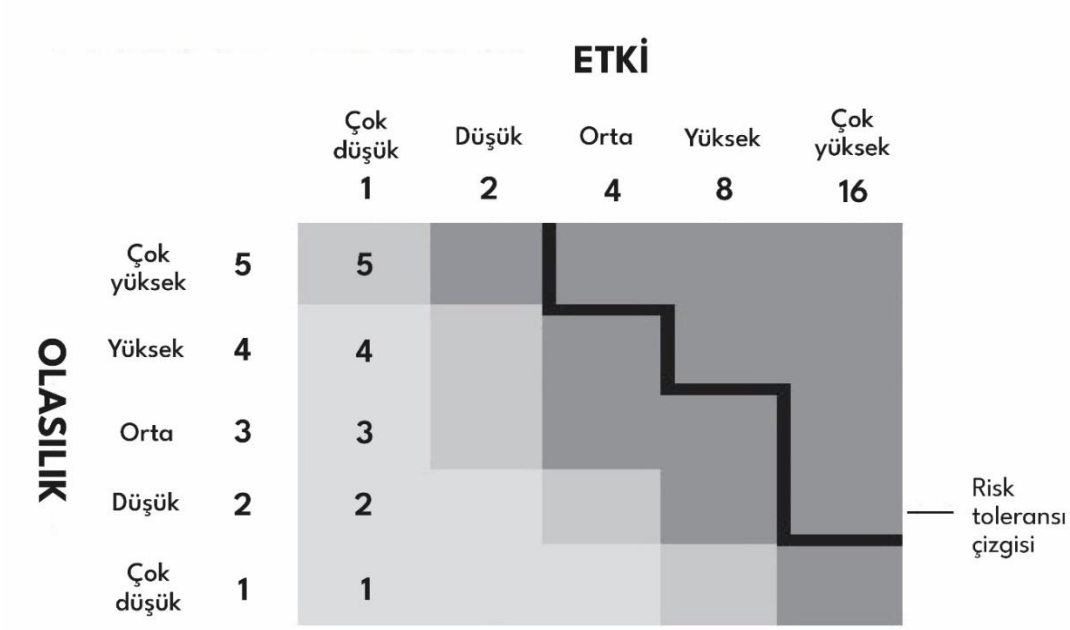 ETKİ
Çok
düşük
Düşük
Orta
Yüksek
Çok
yüksek
1
2
4
8
16
OLASILIK
Çok
yüksek
5
5
Yüksek
4
4
Orta
3
3
Düşük
2
2
Çok
düşük
1
1
Risk
toleransı
çizgisi